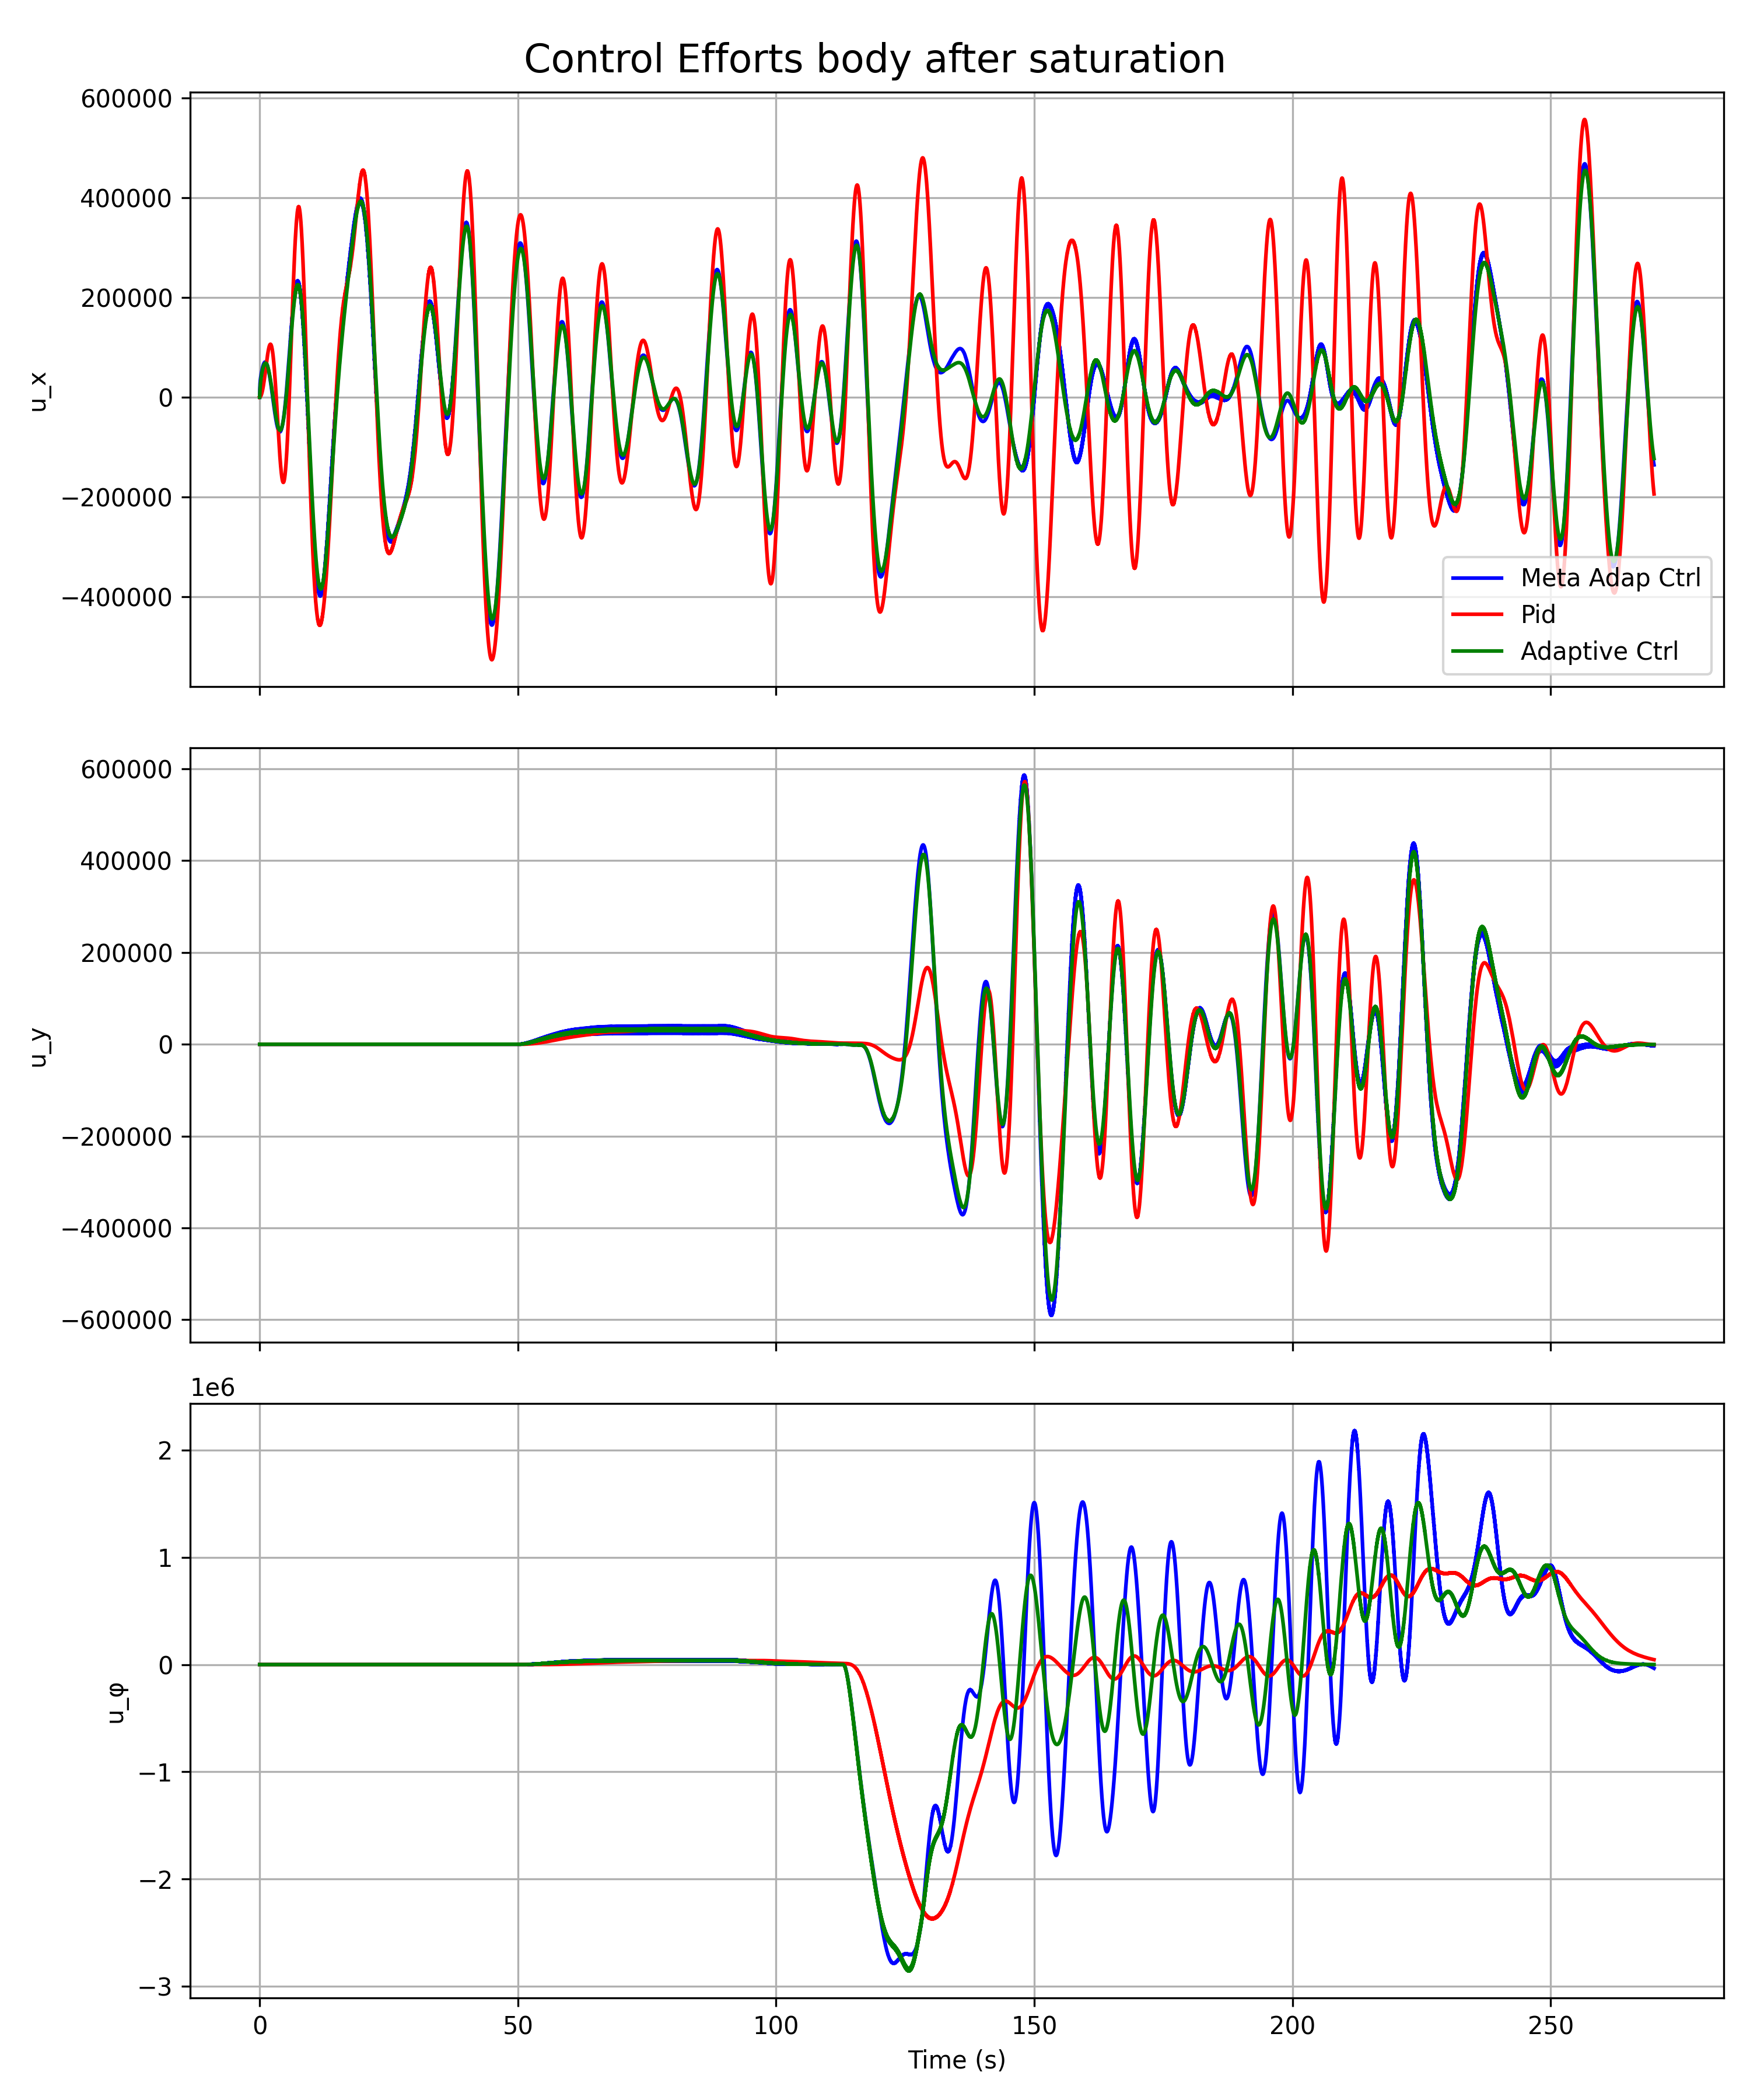 Control Efforts body after saturation
600000
400000
200000
0
−200000
−400000
u_x
Meta Adap Ctrl
Pid
Adaptive Ctrl
600000
400000
200000
0
−200000
−400000
−600000
u_y
1e6
2
1
0
−1
−2
−3
u_φ
0 50 100 150 200 250
Time (s)